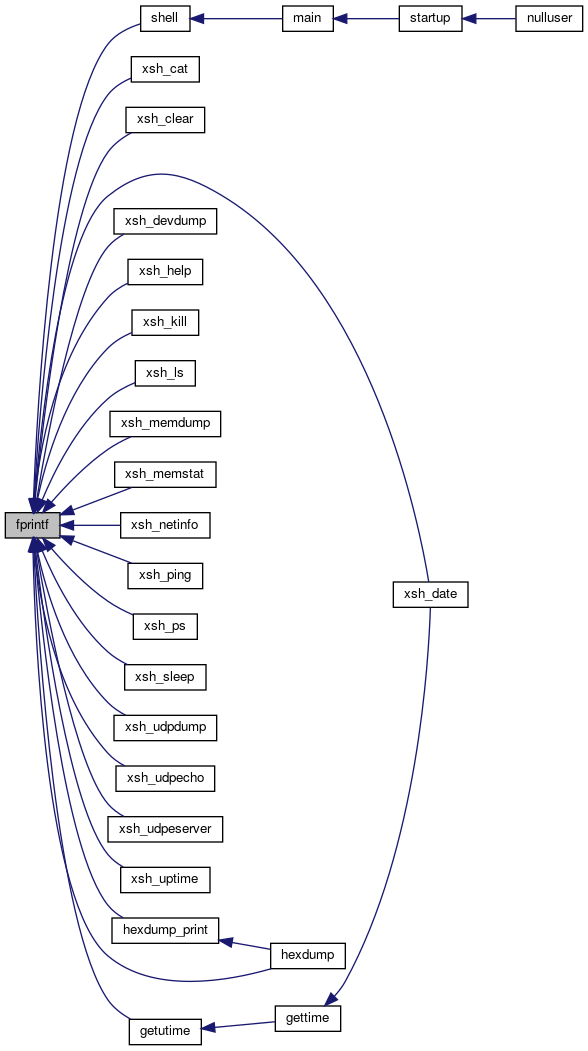 shell
main
startup
nulluser
xsh_cat
xsh_clear
xsh_devdump
xsh_help
xsh_kill
xsh_ls
xsh_memdump
xsh_memstat
fprintf
xsh_netinfo
xsh_ping
xsh_date
xsh_ps
xsh_sleep
xsh_udpdump
xsh_udpecho
xsh_udpeserver
xsh_uptime
hexdump_print
hexdump
gettime
getutime